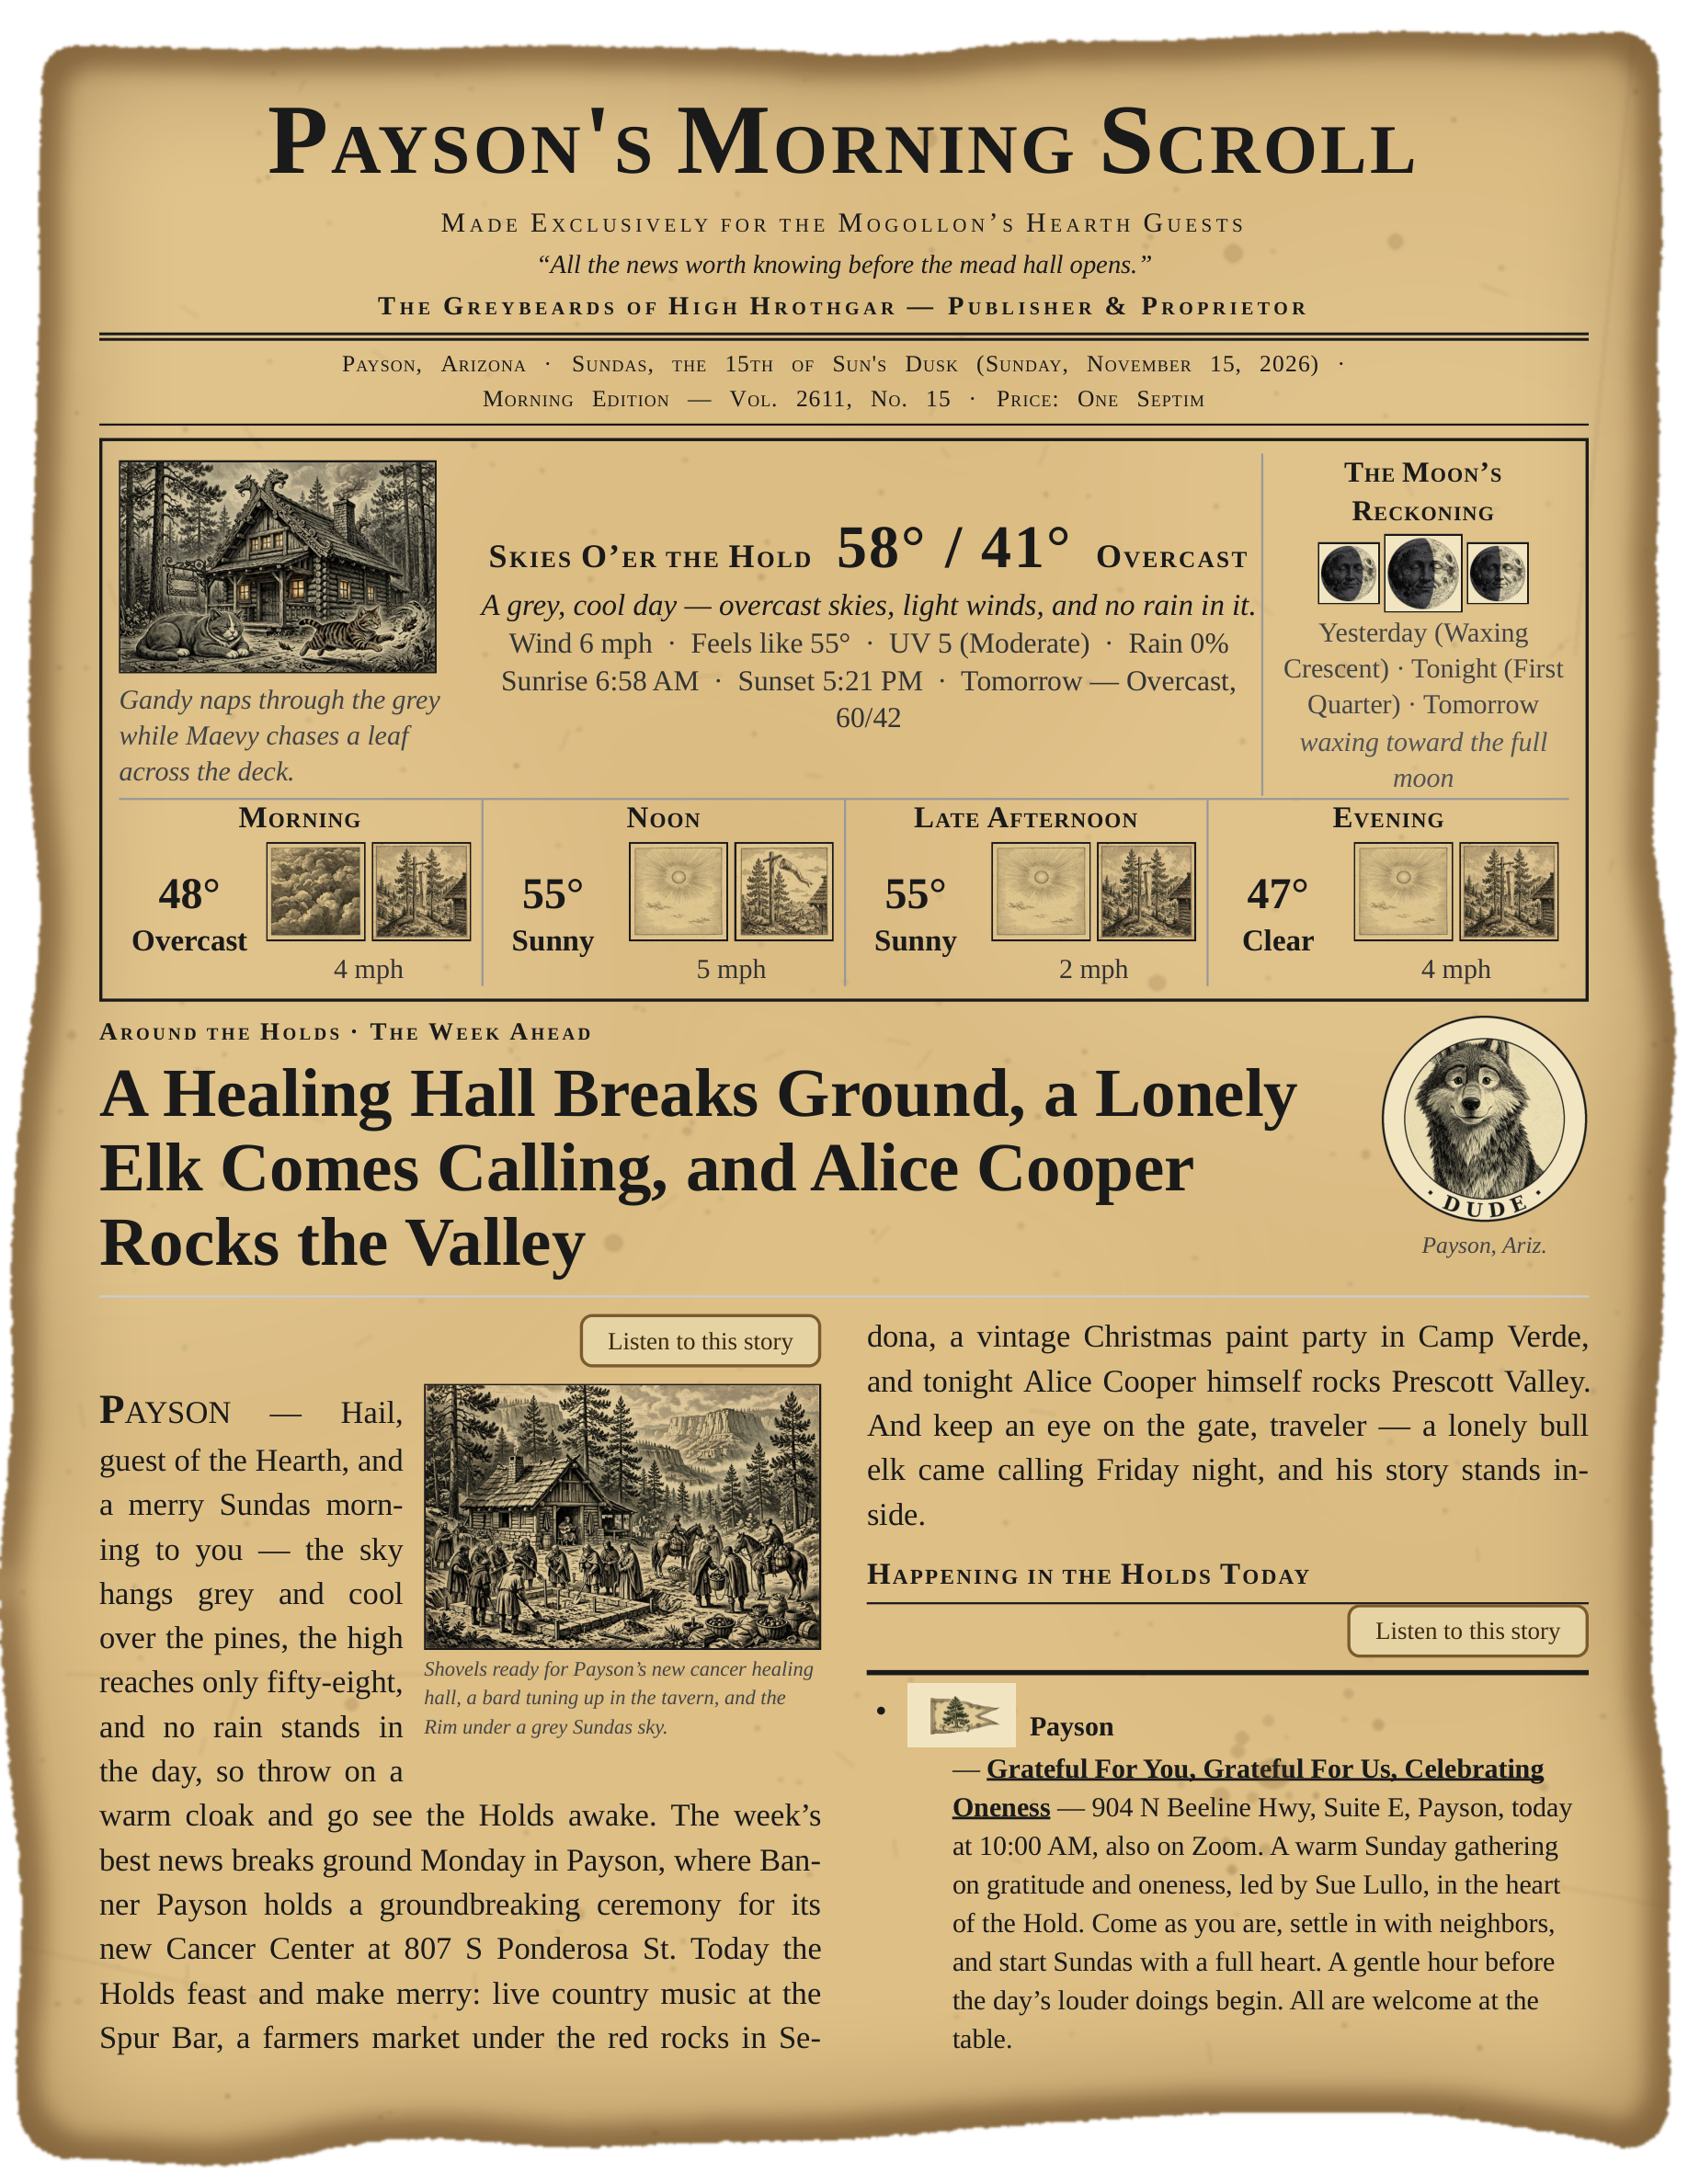 Payson's Morning Scroll
Made Exclusively for the Mogollon’s Hearth Guests
“All the news worth knowing before the mead hall opens.”
The Greybeards of High Hrothgar — Publisher & Proprietor
Payson, Arizona · Sundas, the 15th of Sun's Dusk (Sunday, November 15, 2026) ·
Morning Edition — Vol. 2611, No. 15 · Price: One Septim
Gandy naps through the grey
while Maevy chases a leaf
across the deck.
Skies O’er the Hold 58° / 41° Overcast
A grey, cool day — overcast skies, light winds, and no rain in it.
Wind 6 mph · Feels like 55° · UV 5 (Moderate) · Rain 0%
Sunrise 6:58 AM · Sunset 5:21 PM · Tomorrow — Overcast,
60/42
The Moon’s
Reckoning
Yesterday (Waxing
Crescent) · Tonight (First
Quarter) · Tomorrow
waxing toward the full
moon
Morning
48°
Overcast
4 mph
Noon
55°
Sunny
5 mph
Late Afternoon
55°
Sunny
2 mph
Evening
47°
Clear
4 mph
Around the Holds · The Week Ahead
A Healing Hall Breaks Ground, a Lonely
Elk Comes Calling, and Alice Cooper
Rocks the Valley
· DUDE ·
Payson, Ariz.
Listen to this story
PAYSON — Hail,
guest of the Hearth, and
a merry Sundas morn-
ing to you — the sky
hangs grey and cool
over the pines, the high
reaches only fifty-eight,
and no rain stands in
the day, so throw on a
Shovels ready for Payson’s new cancer healing
hall, a bard tuning up in the tavern, and the
Rim under a grey Sundas sky.
warm cloak and go see the Holds awake. The week’s
best news breaks ground Monday in Payson, where Ban-
ner Payson holds a groundbreaking ceremony for its
new Cancer Center at 807 S Ponderosa St. Today the
Holds feast and make merry: live country music at the
Spur Bar, a farmers market under the red rocks in Se-
dona, a vintage Christmas paint party in Camp Verde,
and tonight Alice Cooper himself rocks Prescott Valley.
And keep an eye on the gate, traveler — a lonely bull
elk came calling Friday night, and his story stands in-
side.
Happening in the Holds Today
Listen to this story
• Payson
— Grateful For You, Grateful For Us, Celebrating
Oneness — 904 N Beeline Hwy, Suite E, Payson, today
at 10:00 AM, also on Zoom. A warm Sunday gathering
on gratitude and oneness, led by Sue Lullo, in the heart
of the Hold. Come as you are, settle in with neighbors,
and start Sundas with a full heart. A gentle hour before
the day’s louder doings begin. All are welcome at the
table.